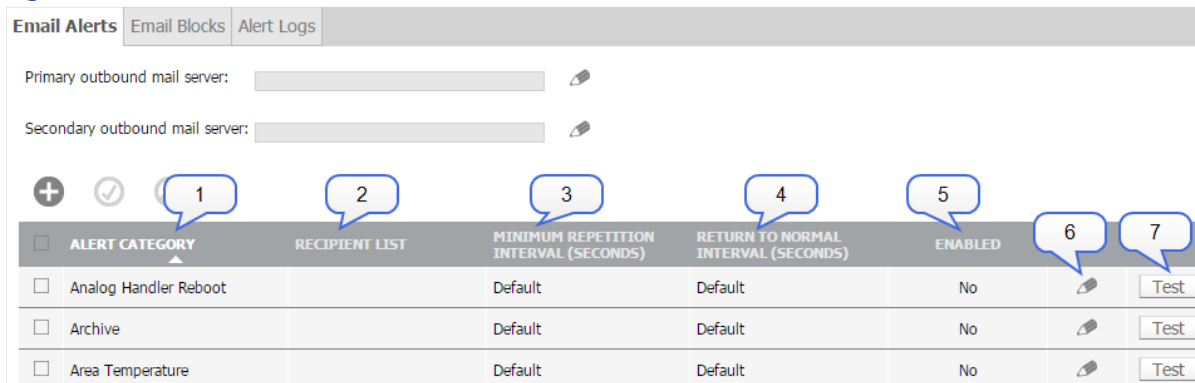 Email Alerts Email Blocks Alert Logs
Primary outbound mail server:
Secondary outbound mail server:
1 2 3 4 5 6 7
ALERT CATEGORY RECIPIENT LIST MINIMUM REPETITION INTERVAL (SECONDS) RETURN TO NORMAL INTERVAL (SECONDS) ENABLED
Analog Handler Reboot Default Default No Test
Archive Default Default No Test
Area Temperature Default Default No Test